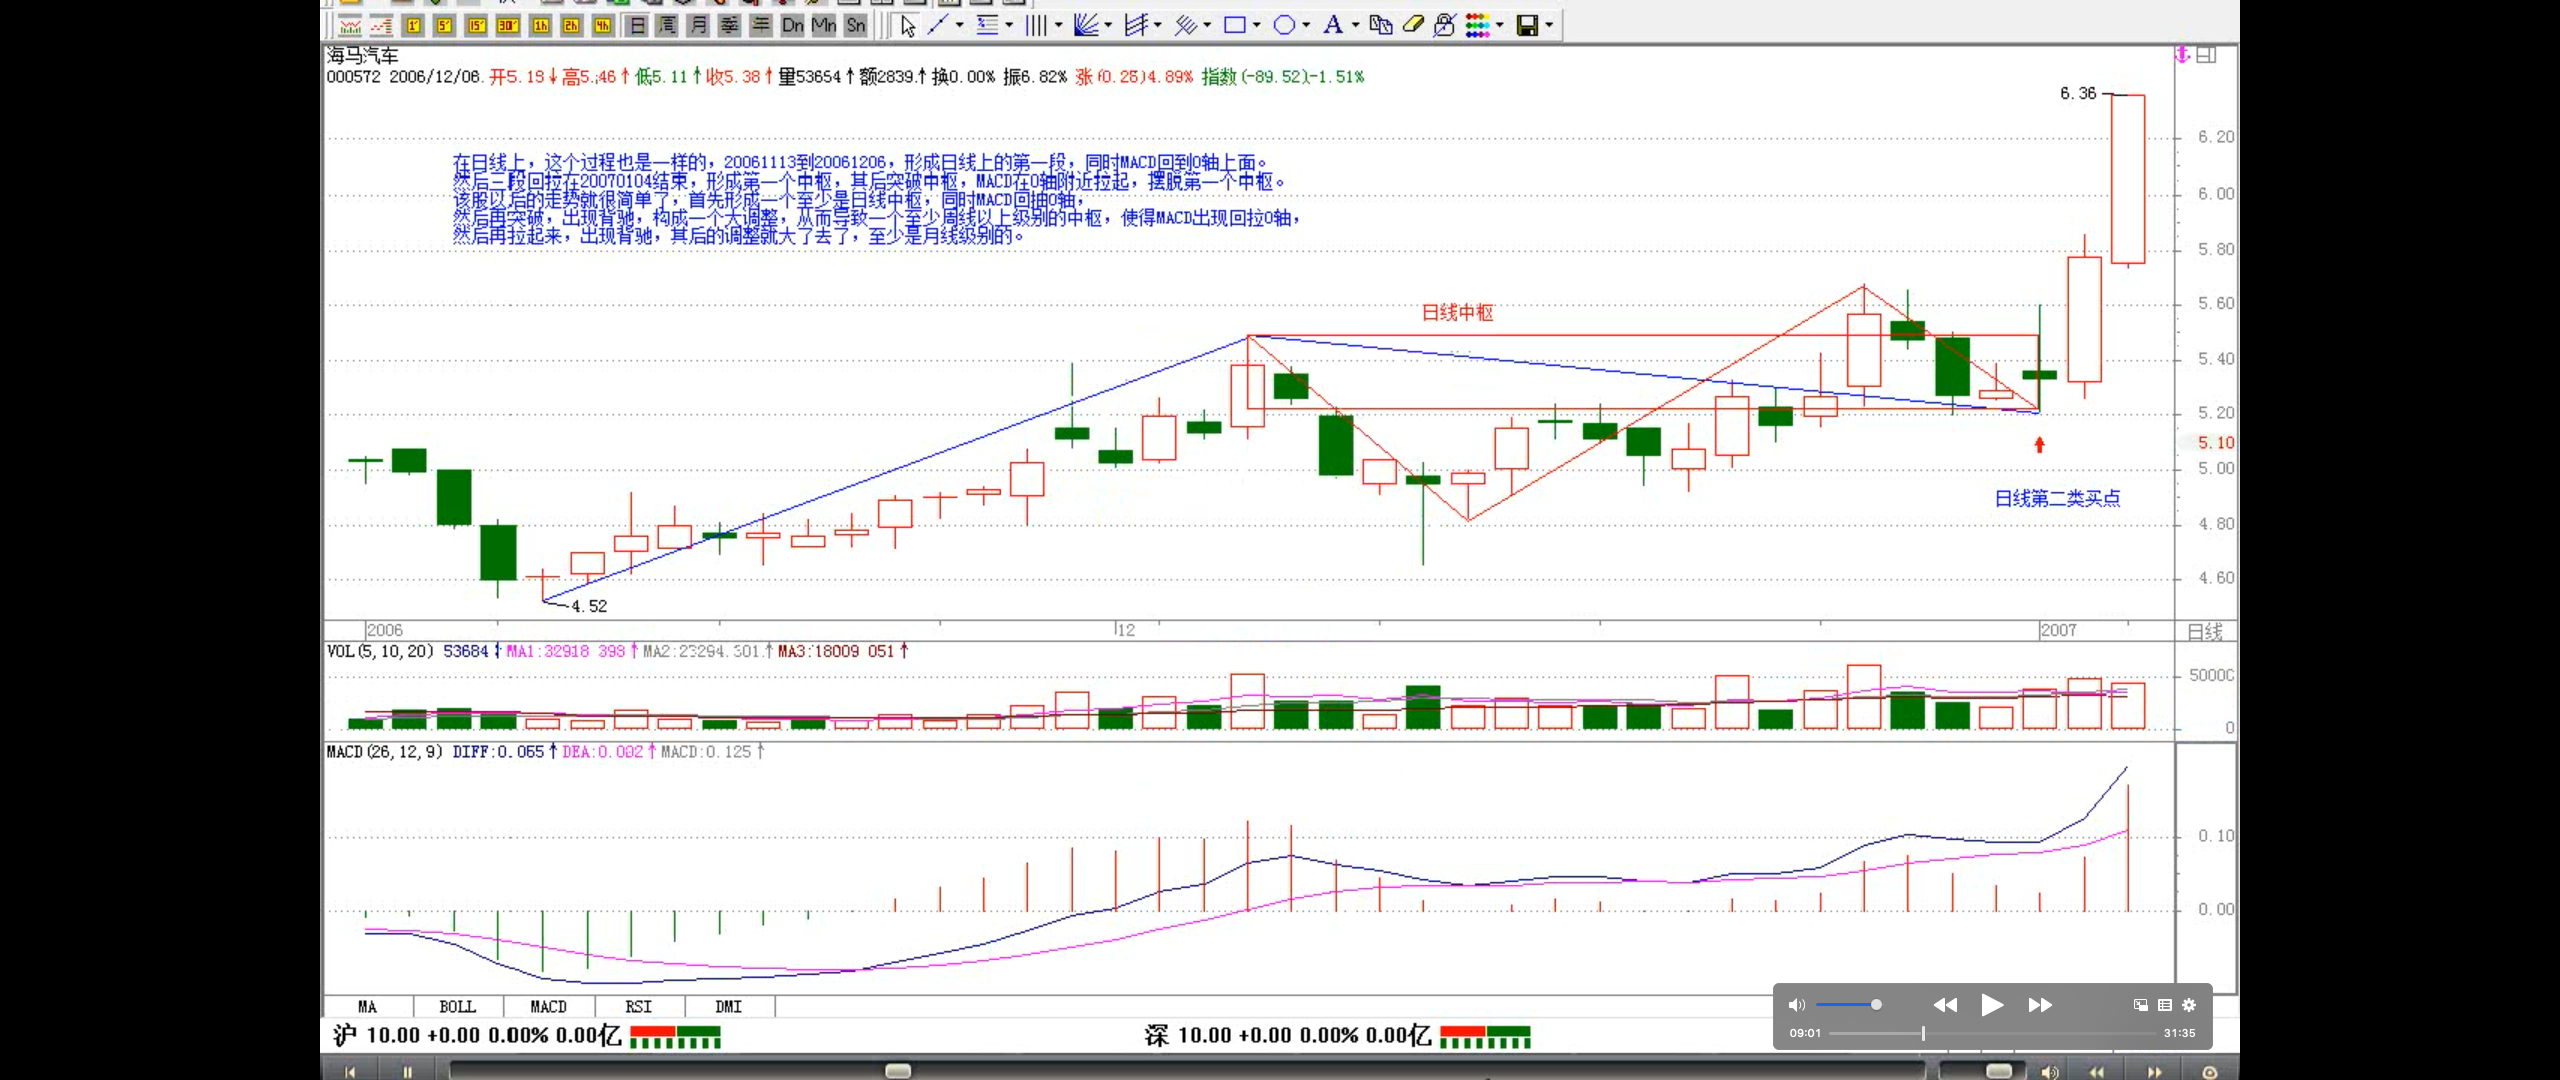 1' 5' 15' 30' 1h 2h 4h 日 周 月 季 年 Dn Mn Sn A
海马汽车
000572 2006/12/06. 开5.19↓高5.46↑低5.11↑收5.38↑量53654↑额2839.↑换0.00% 振6.82% 涨(0.25)4.89% 指数(-89.52)-1.51%
6.36
6.20
在日线上，这个过程也是一样的，20061113到20061206，形成日线上的第一段，同时MACD回到0轴上面。
然后三段回拉在20070104结束，形成第一个中枢，其后突破中枢，MACD在0轴附近拉起，摆脱第一个中枢。
该股以后的走势就很简单了，首先形成一个至少是日线中枢，同时MACD回抽0轴，
然后再突破，出现背驰，构成一个大调整，从而导致一个至少周线以上级别的中枢，使得MACD出现回拉0轴，
然后再拉起来，出现背驰，其后的调整就大了去了，至少是月线级别的。
6.00
5.80
5.60
日线中枢
5.40
5.20
5.10
5.00
日线第二类买点
4.80
4.60
4.52
2006 12 2007 日线
VOL(5,10,20) 53684 MA1:32918 398↑MA2:23294.301.↑MA3:18009 051↑
50000
0
MACD(26,12,9) DIFF:0.065↑DEA:0.002↑MACD:0.125↑
0.10
0.00
MA BOLL MACD RSI DMI
沪 10.00 +0.00 0.00% 0.00亿 深 10.00 +0.00 0.00% 0.00亿
09:01 31:35